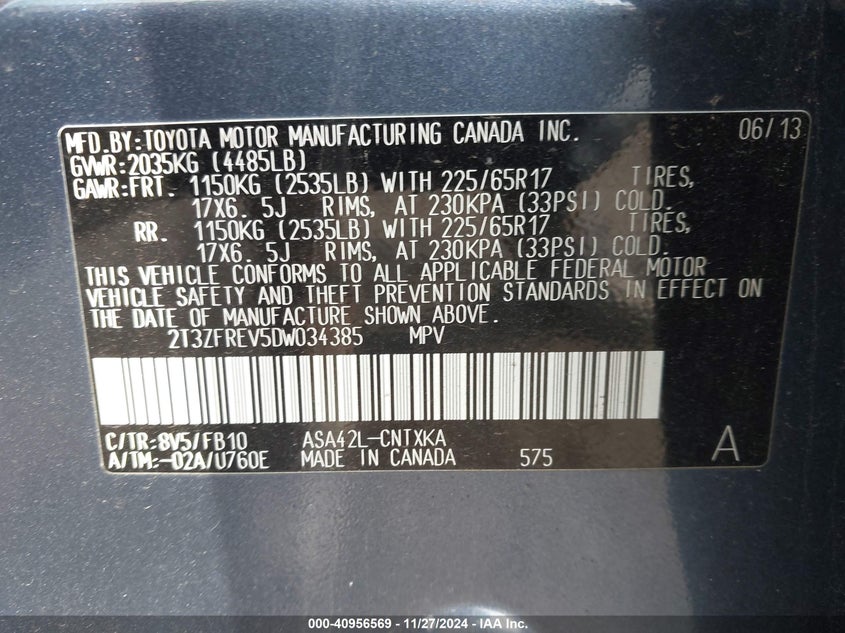 MFD.BY:TOYOTA MOTOR MANUFACTURING CANADA INC. 06/13
GVWR:2035KG (4485LB)
GAWR:FRT. 1150KG (2535LB) WITH 225/65R17 TIRES,
17X6. 5J RIMS, AT 230KPA (33PSI) COLD.
RR. 1150KG (2535LB) WITH 225/65R17 TIRES,
17X6. 5J RIMS, AT 230KPA (33PSI) COLD.
THIS VEHICLE CONFORMS TO ALL APPLICABLE FEDERAL MOTOR
VEHICLE SAFETY AND THEFT PREVENTION STANDARDS IN EFFECT ON
THE DATE OF MANUFACTURE SHOWN ABOVE.
2T3ZFREV5DW034385 MPV
C/TR:8V5/FB10 ASA42L-CNTXKA
A/TM:-02A/U760E MADE IN CANADA 575 A
000-40956569 - 11/27/2024 - IAA Inc.